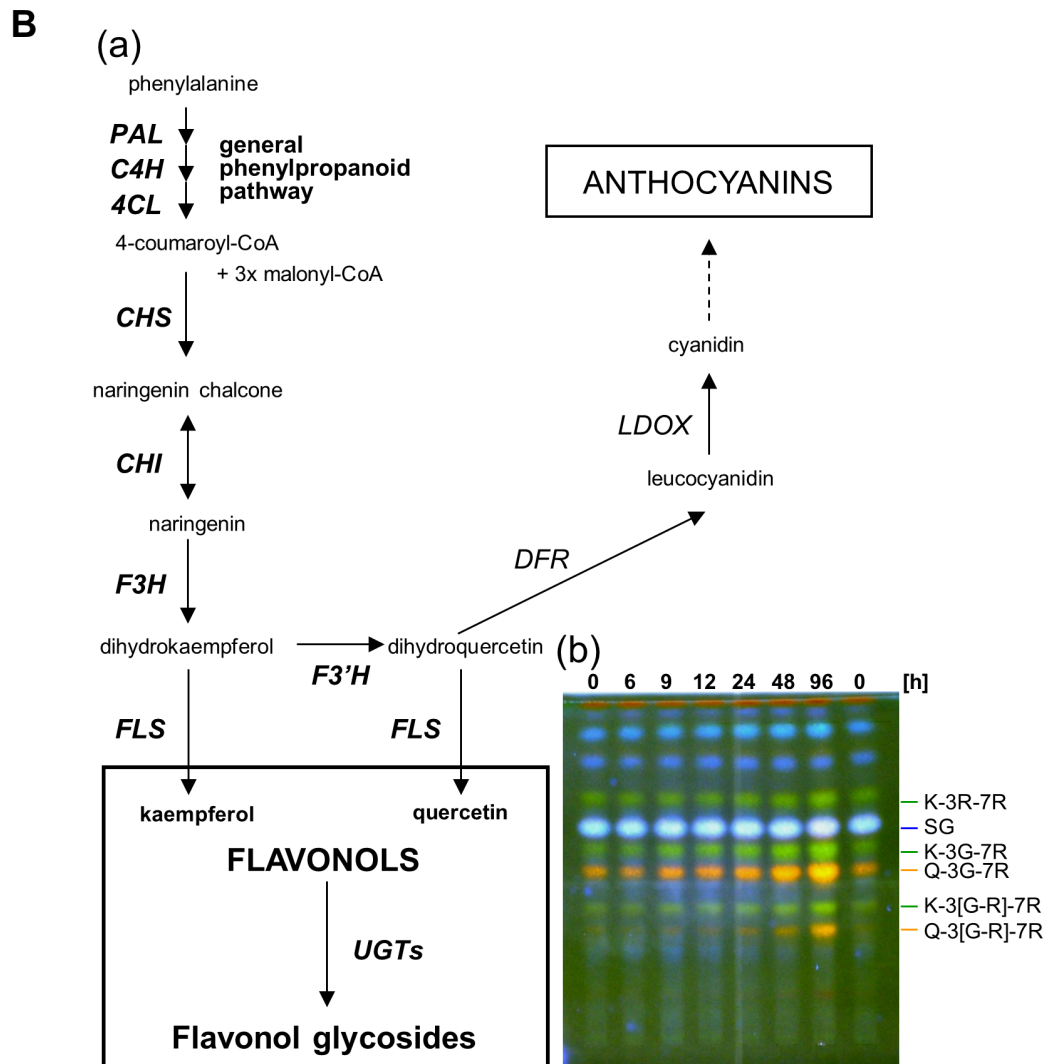 B
(a)
phenylalanine
PAL
C4H
4CL
general
phenylpropanoid
pathway
4-coumaroyl-CoA
+ 3x malonyl-CoA
CHS
naringenin chalcone
CHI
naringenin
F3H
dihydrokaempferol
F3’H
dihydroquercetin
DFR
leucocyanidin
LDOX
cyanidin
ANTHOCYANINS
FLS
FLS
kaempferol
quercetin
FLAVONOLS
UGTs
Flavonol glycosides
(b)
0 6 9 12 24 48 96 0 [h]
K-3R-7R
SG
K-3G-7R
Q-3G-7R
K-3[G-R]-7R
Q-3[G-R]-7R